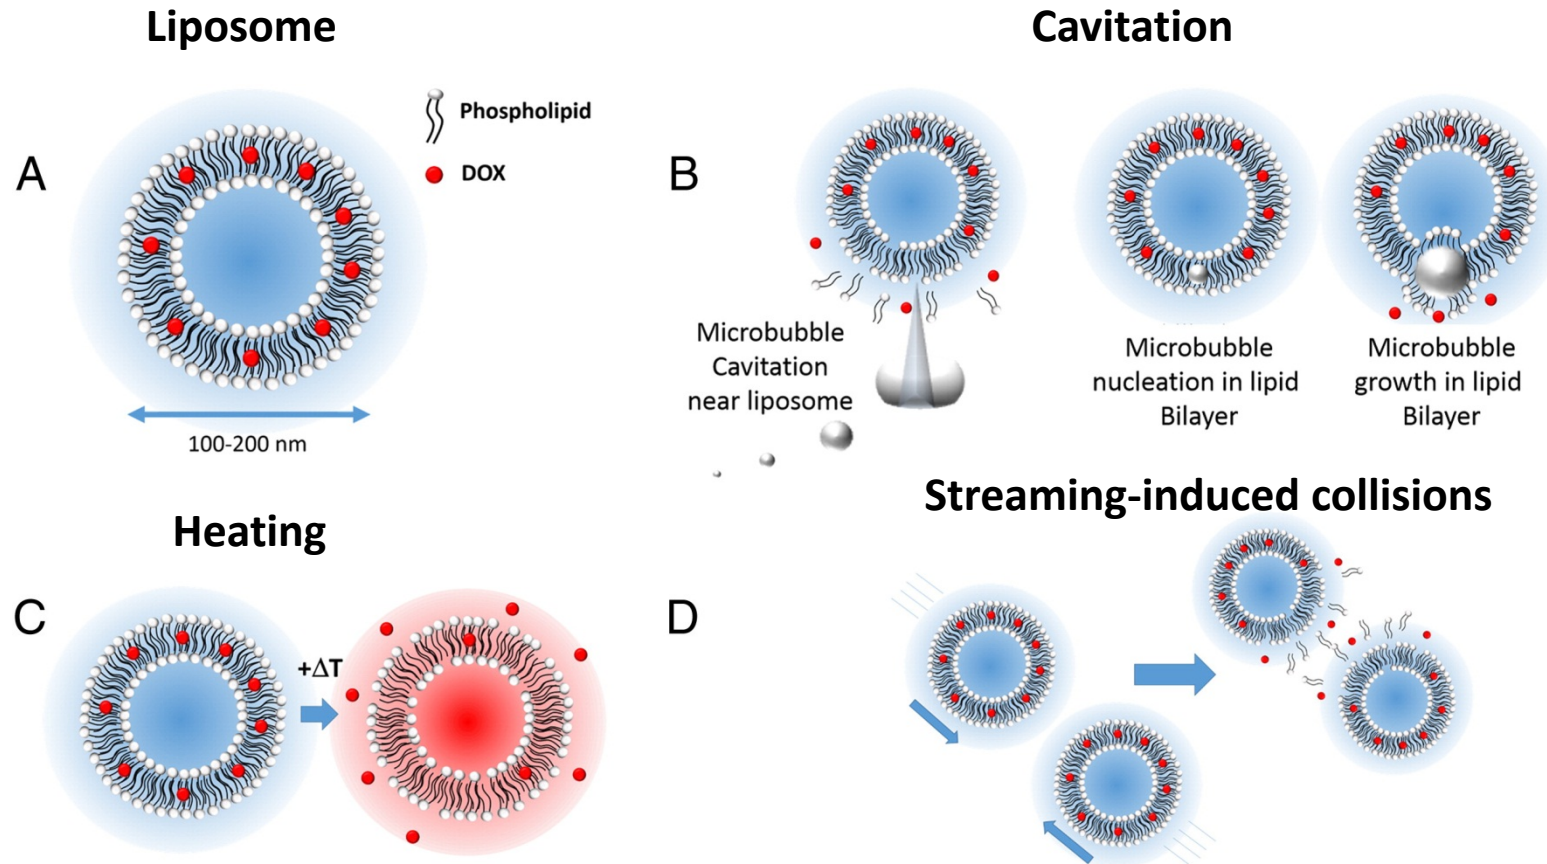 Liposome
A
Phospholipid
DOX
100-200 nm
Cavitation
B
Microbubble
Cavitation
near liposome
Microbubble
nucleation in lipid
Bilayer
Microbubble
growth in lipid
Bilayer
Heating
C
+ΔT
Streaming-induced collisions
D